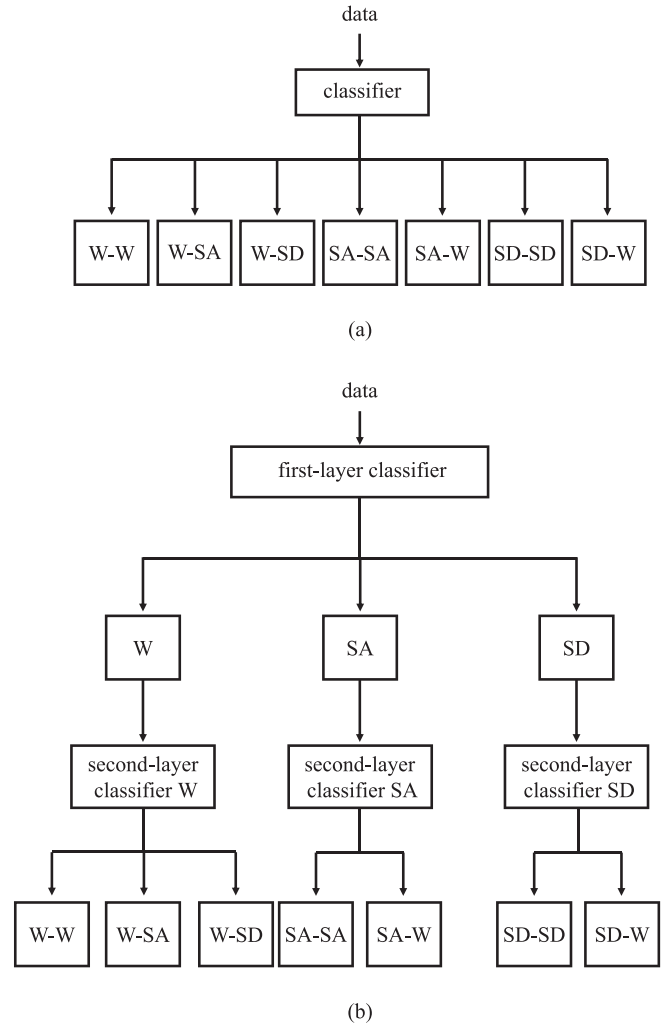 data
classifier
W-W
W-SA
W-SD
SA-SA
SA-W
SD-SD
SD-W
(a)
data
first-layer classifier
W
SA
SD
second-layer
classifier W
second-layer
classifier SA
second-layer
classifier SD
W-W
W-SA
W-SD
SA-SA
SA-W
SD-SD
SD-W
(b)